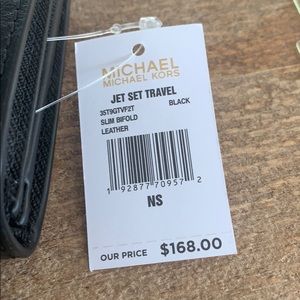 MICHAEL
MICHAEL KORS
JET SET TRAVEL
35T9GTVF2T BLACK
SLIM BIFOLD
LEATHER
1 92877 70957 2
NS
OUR PRICE $168.00